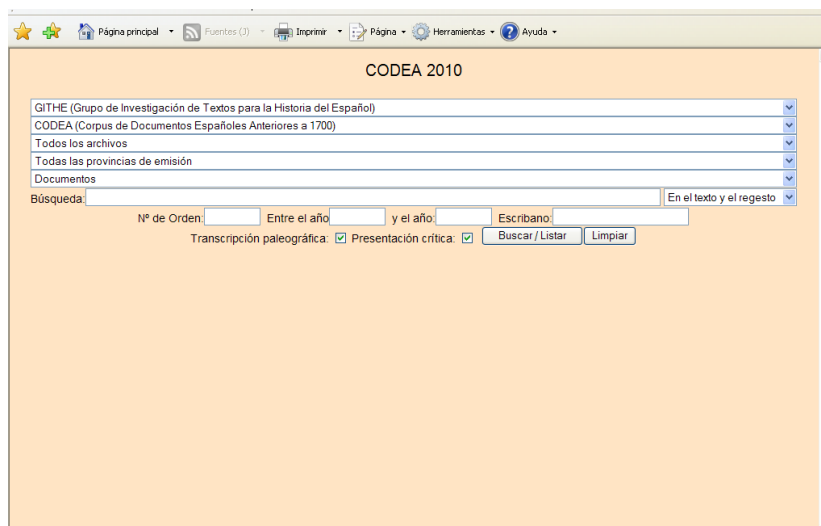 Página principal Fuentes (J) Imprimir Página Herramientas Ayuda
CODEA 2010
GITHE (Grupo de Investigación de Textos para la Historia del Español)
CODEA (Corpus de Documentos Españoles Anteriores a 1700)
Todos los archivos
Todas las provincias de emisión
Documentos
Búsqueda: En el texto y el regesto
Nº de Orden: Entre el año y el año: Escribano:
Transcripción paleográfica: Presentación crítica: Buscar / Listar Limpiar